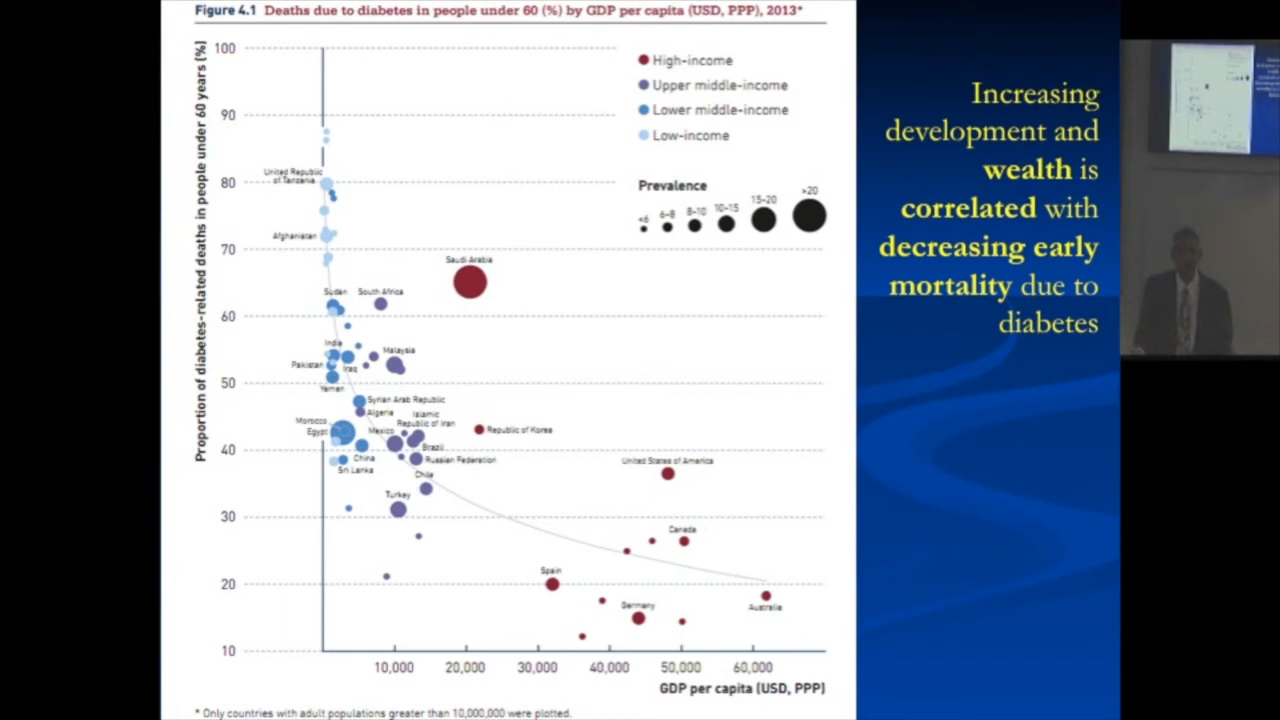 Figure 4.1 Deaths due to diabetes in people under 60 (%) by GDP per capita (USD, PPP), 2013*
Proportion of diabetes-related deaths in people under 60 years (%)
100
90
80
70
60
50
40
30
20
10
High-income
Upper middle-income
Lower middle-income
Low-income
Prevalence
<6
6–8
8–10
10–15
15–20
>20
United Republic
of Tanzania
Afghanistan
Saudi Arabia
Sudan
South Africa
India
Malaysia
Pakistan
Iraq
Yemen
Syrian Arab Republic
Algeria
Islamic
Republic of Iran
Morocco
Egypt
Mexico
Brazil
Republic of Korea
China
Russian Federation
Sri Lanka
Chile
United States of America
Turkey
Canada
Spain
Germany
Australia
10,000
20,000
30,000
40,000
50,000
60,000
GDP per capita (USD, PPP)
* Only countries with adult populations greater than 10,000,000 were plotted.
Increasing
development and
wealth is
correlated with
decreasing early
mortality due to
diabetes